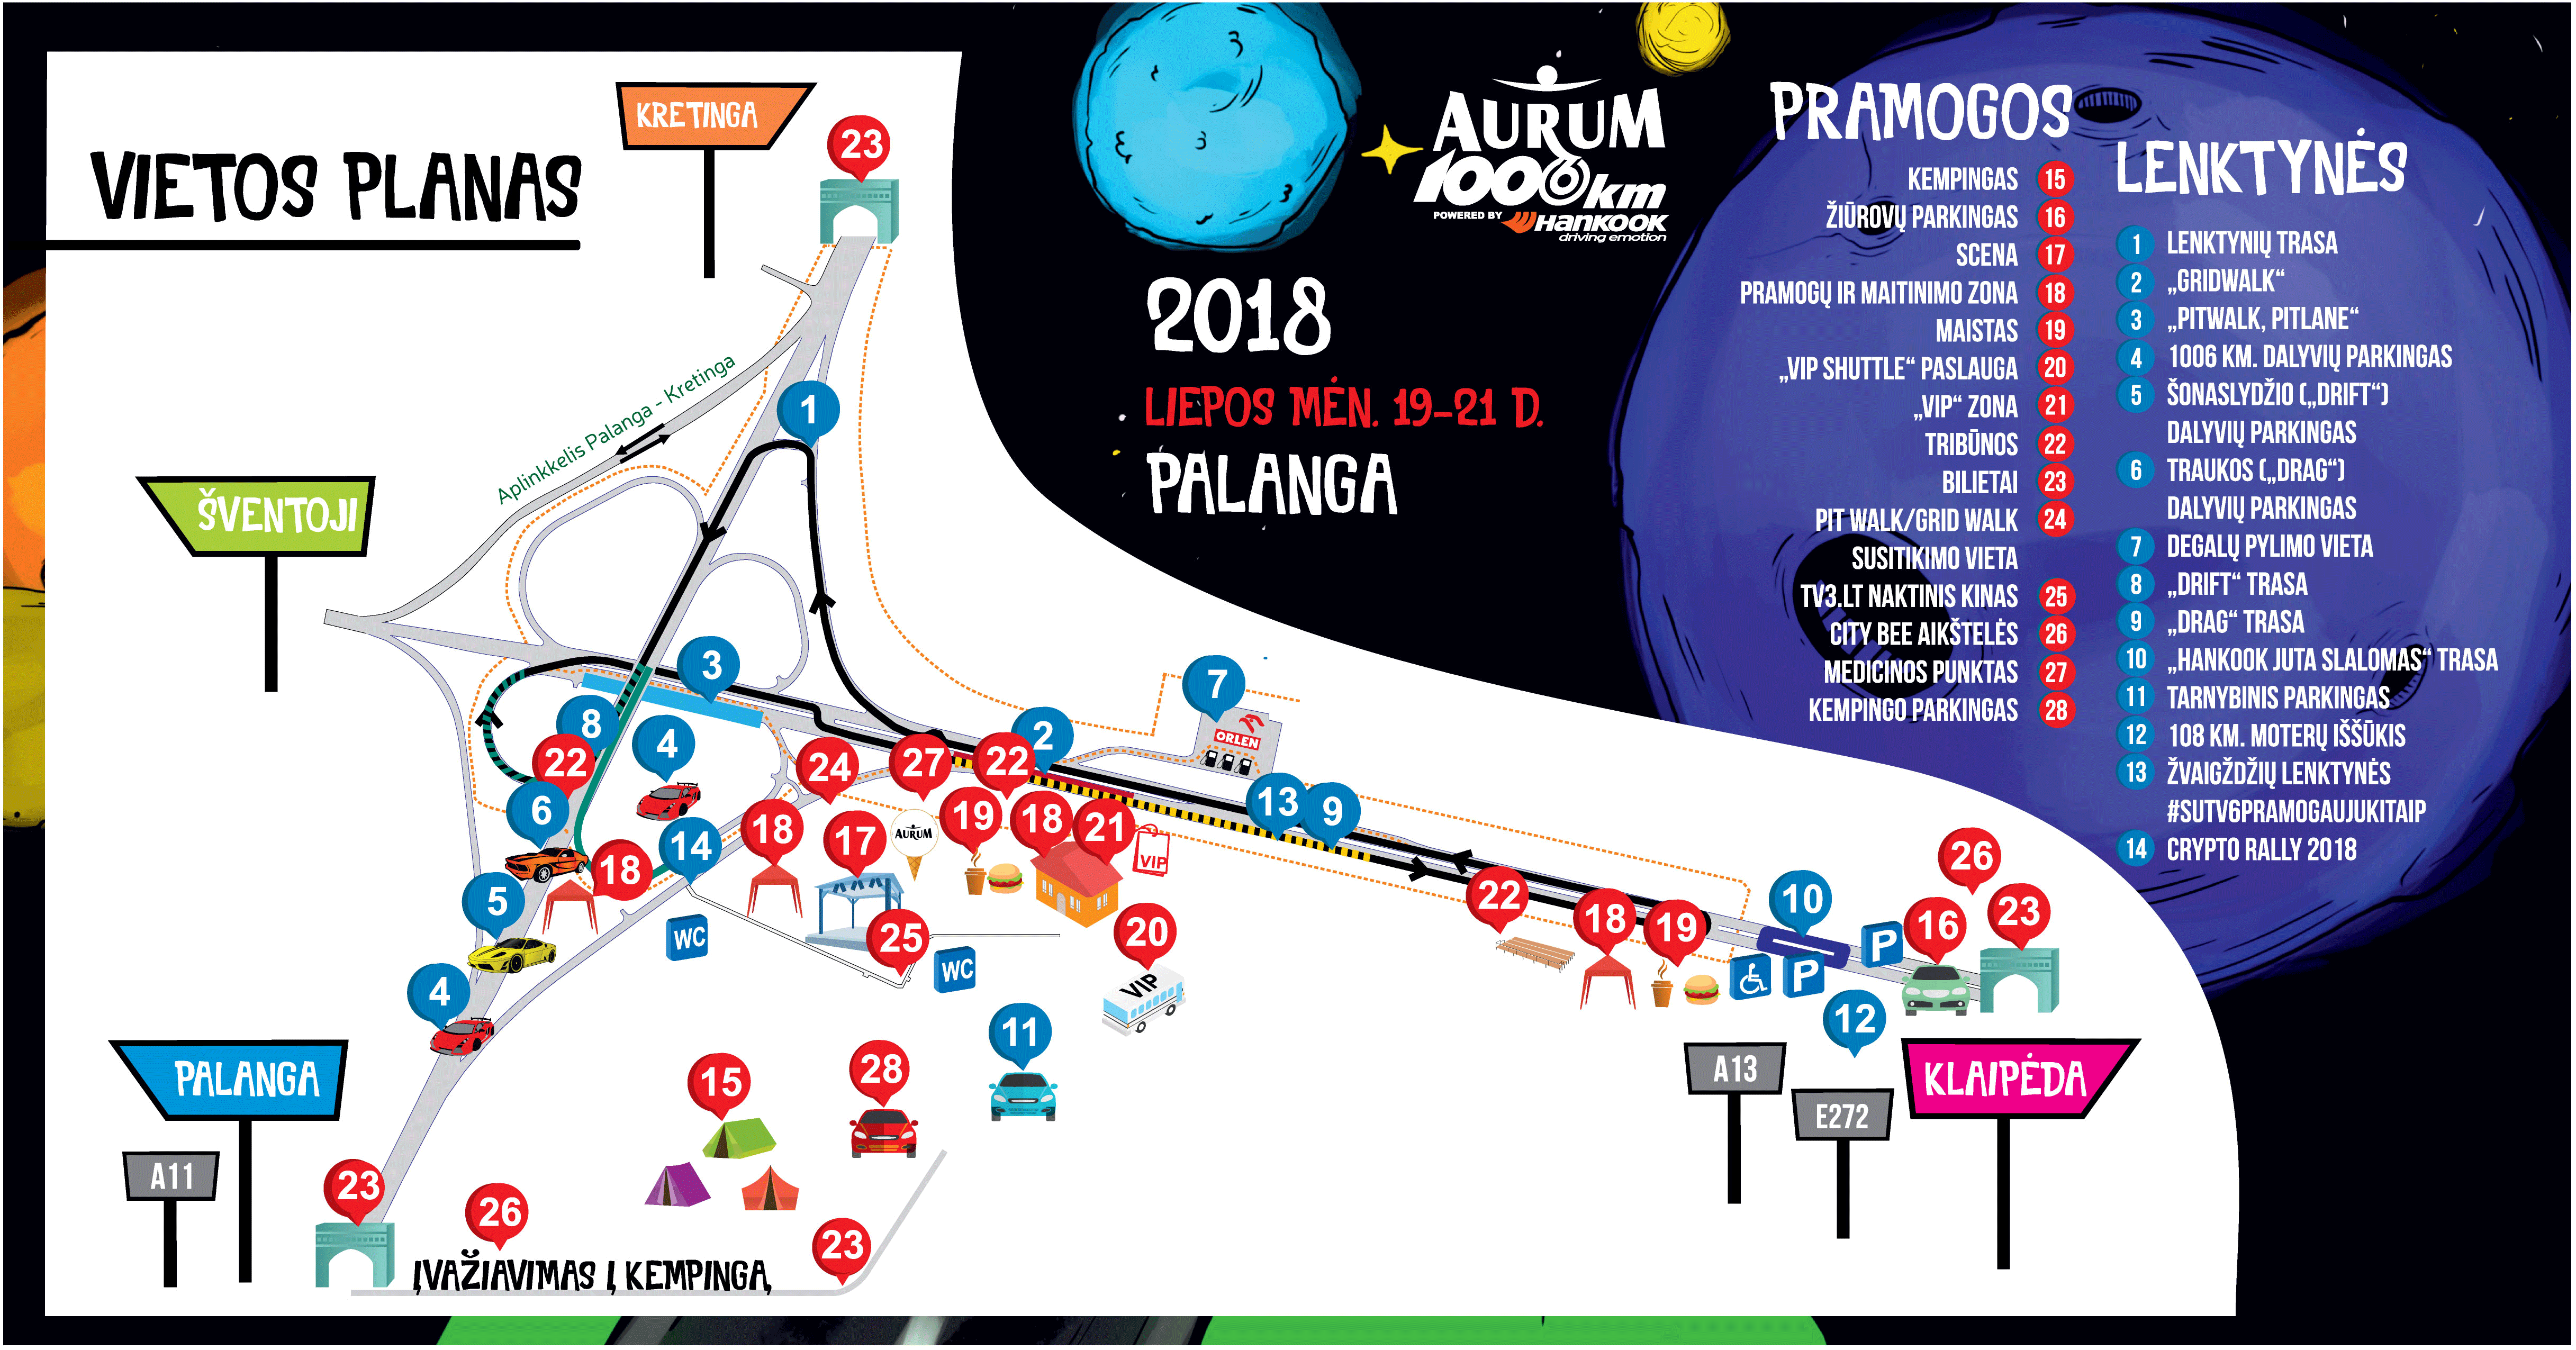 VIETOS PLANAS
KRETINGA
23
AURUM
1006 km
POWERED BY HANKOOK
driving emotion
2018
LIEPOS MĖN. 19-21 D.
PALANGA
PRAMOGOS
KEMPINGAS 15
ŽIŪROVŲ PARKINGAS 16
SCENA 17
PRAMOGŲ IR MAITINIMO ZONA 18
MAISTAS 19
„VIP SHUTTLE“ PASLAUGA 20
„VIP“ ZONA 21
TRIBŪNOS 22
BILIETAI 23
PIT WALK/GRID WALK 24
SUSITIKIMO VIETA
TV3.LT NAKTINIS KINAS 25
CITY BEE AIKŠTELĖS 26
MEDICINOS PUNKTAS 27
KEMPINGO PARKINGAS 28
LENKTYNĖS
1 LENKTYNIŲ TRASA
2 „GRIDWALK“
3 „PITWALK, PITLANE“
4 1006 KM. DALYVIŲ PARKINGAS
5 ŠONASLYDŽIO („DRIFT“)
DALYVIŲ PARKINGAS
6 TRAUKOS („DRAG“)
DALYVIŲ PARKINGAS
7 DEGALŲ PYLIMO VIETA
8 „DRIFT“ TRASA
9 „DRAG“ TRASA
10 „HANKOOK JUTA SLALOMAS“ TRASA
11 TARNYBINIS PARKINGAS
12 108 KM. MOTERŲ IŠŠŪKIS
13 ŽVAIGŽDŽIŲ LENKTYNĖS
#SUTV6PRAMOGAUJUKITAIP
14 CRYPTO RALLY 2018
Aplinkkelis Palanga - Kretinga
1
ŠVENTOJI
3
7
ORLEN
8
4
2
22
24
27
22
6
13
9
18
14
18
17
AURUM
19
18
21
VIP
5
WC
25
WC
20
VIP
22
18
19
10
P
P
16
26
23
4
11
12
PALANGA
A11
15
28
A13
E272
KLAIPĖDA
23
26
23
ĮVAŽIAVIMAS Į KEMPINGĄ